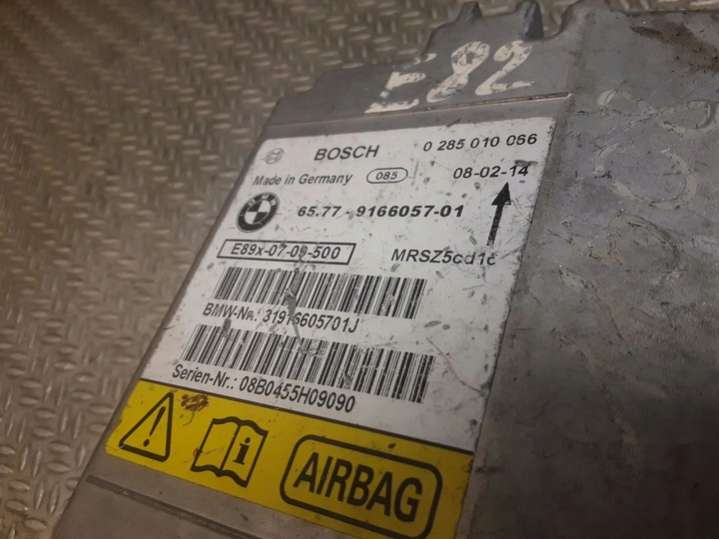 E82
BOSCH 0 285 010 066
Made in Germany 085 08-02-14
65.77 - 9166057-01
E89x-07-09-500 MRSZ5cd1c
BMW-Nr.: 31916605701J
Serien-Nr.: 08B0455H09090
AIRBAG